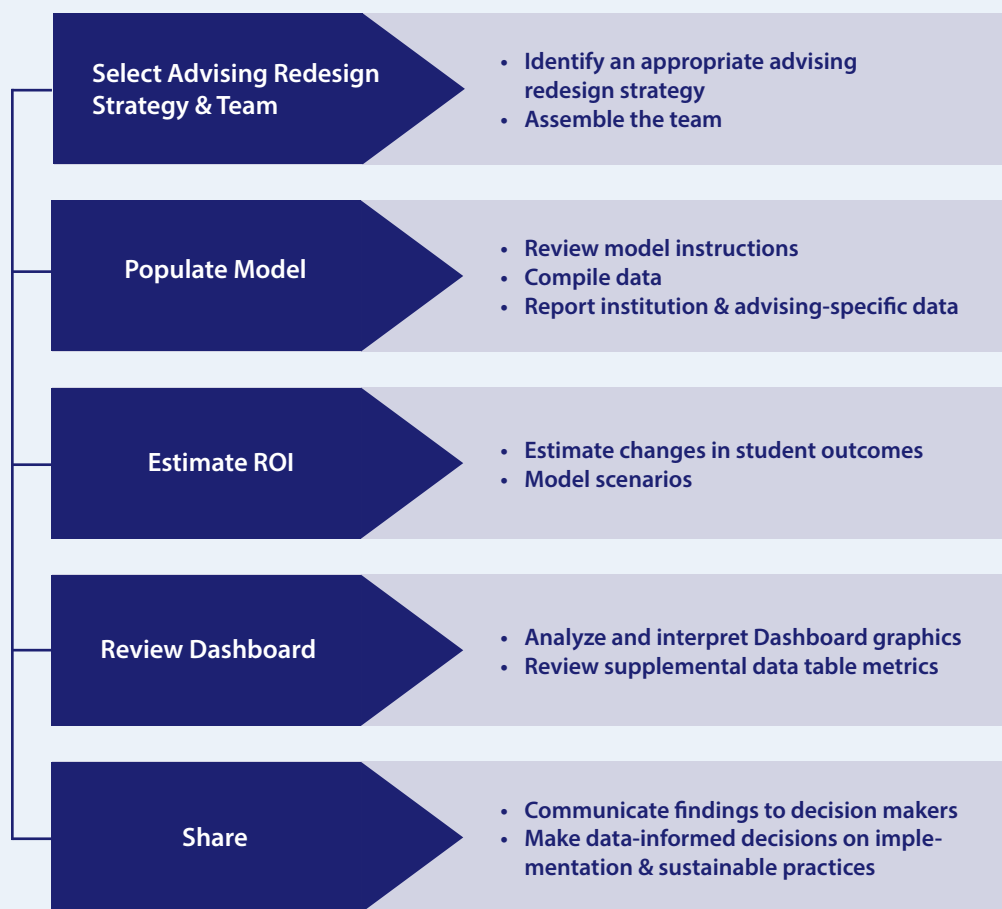 Select Advising Redesign
Strategy & Team
• Identify an appropriate advising
redesign strategy
• Assemble the team
Populate Model
• Review model instructions
• Compile data
• Report institution & advising-specific data
Estimate ROI
• Estimate changes in student outcomes
• Model scenarios
Review Dashboard
• Analyze and interpret Dashboard graphics
• Review supplemental data table metrics
Share
• Communicate findings to decision makers
• Make data-informed decisions on imple-
mentation & sustainable practices